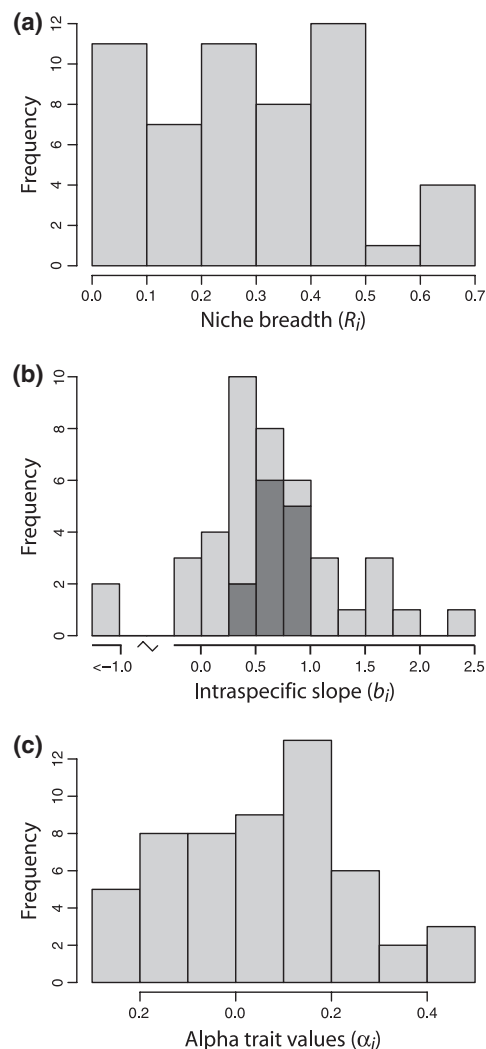 (a)
Frequency
0 2 4 6 8 10 12
0.0 0.1 0.2 0.3 0.4 0.5 0.6 0.7
Niche breadth (Ri)
(b)
Frequency
0 2 4 6 8 10
<−1.0 0.0 0.5 1.0 1.5 2.0 2.5
Intraspecific slope (bi)
(c)
Frequency
0 2 4 6 8 10 12
0.2 0.0 0.2 0.4
Alpha trait values (αi)